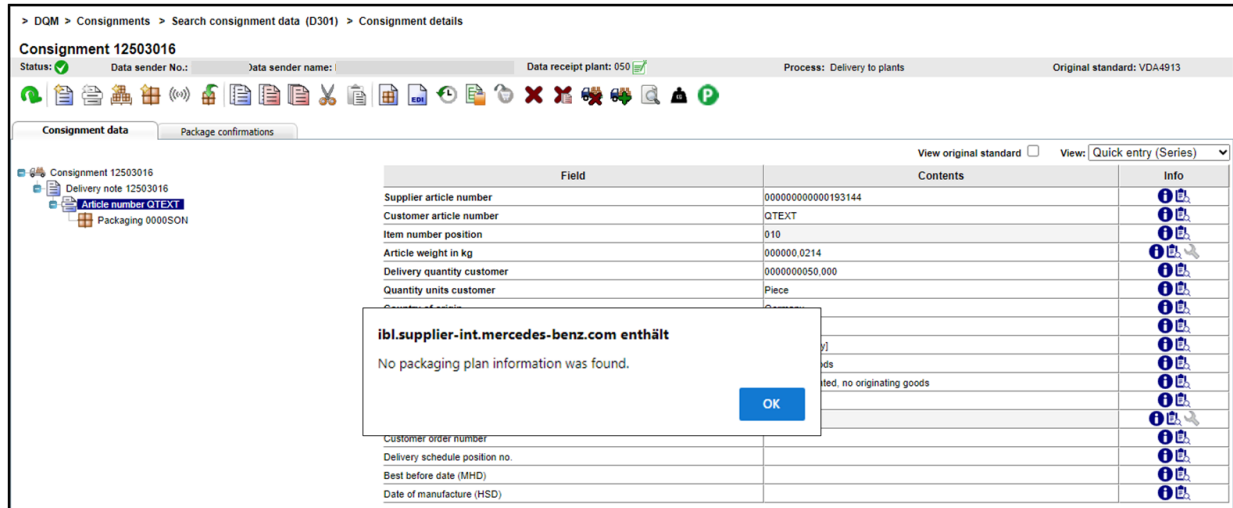 > DQM > Consignments > Search consignment data (D301) > Consignment details
Consignment 12503016
Status: Data sender No.: Data sender name: Data receipt plant: 050 Process: Delivery to plants Original standard: VDA4913
EDI P
Consignment data Package confirmations
View original standard View: Quick entry (Series)
Consignment 12503016
Delivery note 12503016
Article number QTEXT
Packaging 0000SON
Field Contents Info
Supplier article number 000000000000193144
Customer article number QTEXT
Item number position 010
Article weight in kg 000000,0214
Delivery quantity customer 0000000050,000
Quantity units customer Piece
Country of origin Germany
ibl.supplier-int.mercedes-benz.com enthält
No packaging plan information was found.
OK
no originating goods
Customer order number
Delivery schedule position no.
Best before date (MHD)
Date of manufacture (HSD)